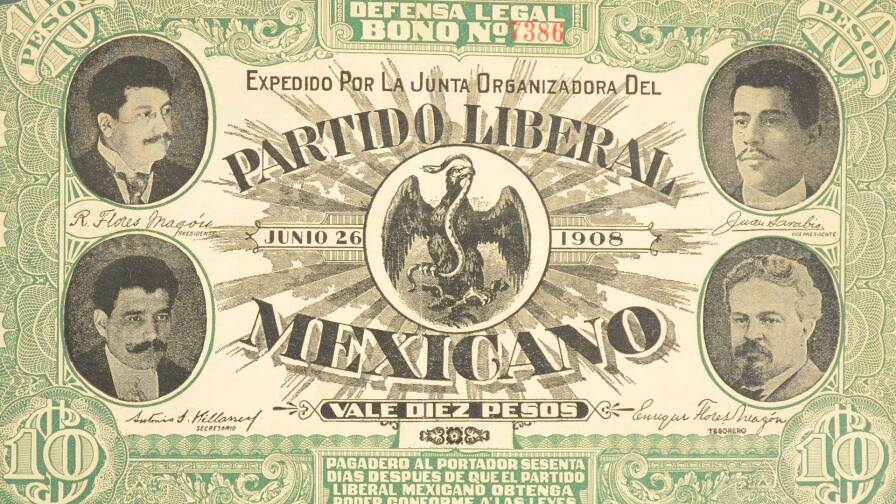 10 PESOS
DEFENSA LEGAL
BONO Nº 7386
PESOS 10
EXPEDIDO POR LA JUNTA ORGANIZADORA DEL
PARTIDO LIBERAL
R. Flores Magón
PRESIDENTE
Juan Sarabia
VICEPRESIDENTE
JUNIO 26 1908
MEXICANO
Antonio I. Villarreal
SECRETARIO
VALE DIEZ PESOS
Enrique Flores Magón
TESORERO
10
10
PAGADERO AL PORTADOR SESENTA
DIAS DESPUES DE QUE EL PARTIDO
LIBERAL MEXICANO OBTENGA